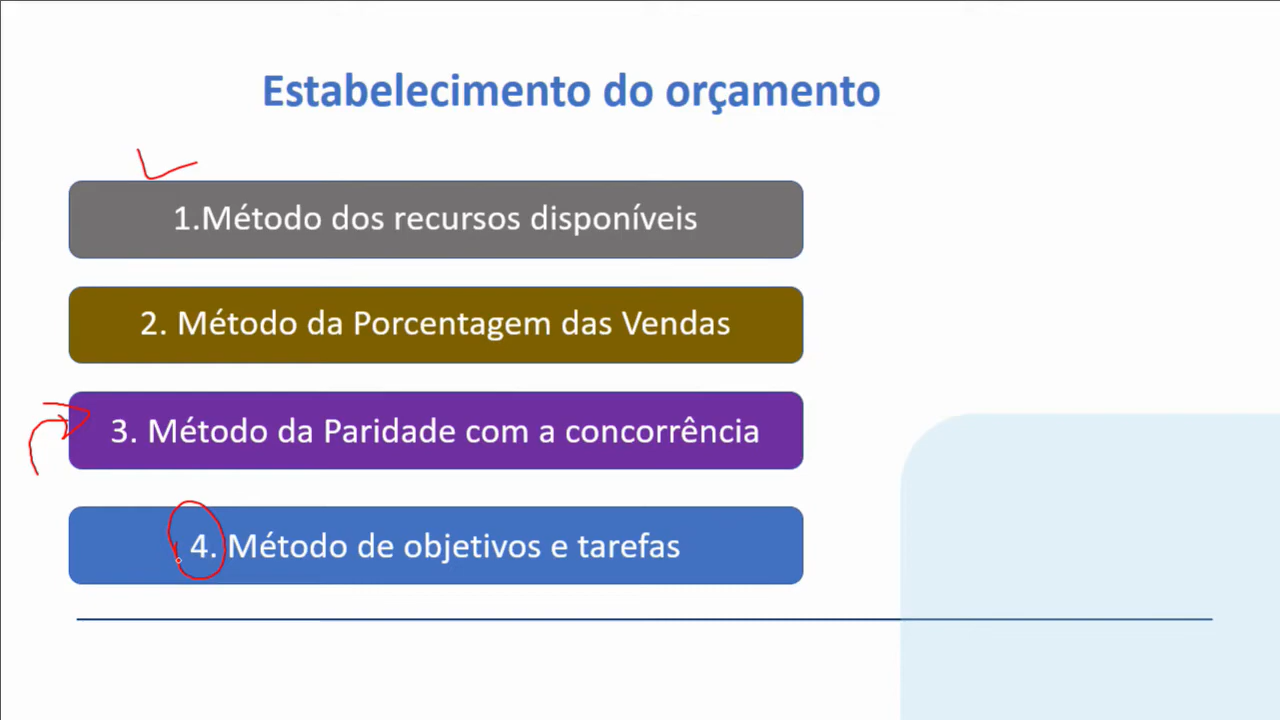 Estabelecimento do orçamento
1.Método dos recursos disponíveis
2. Método da Porcentagem das Vendas
3. Método da Paridade com a concorrência
4. Método de objetivos e tarefas